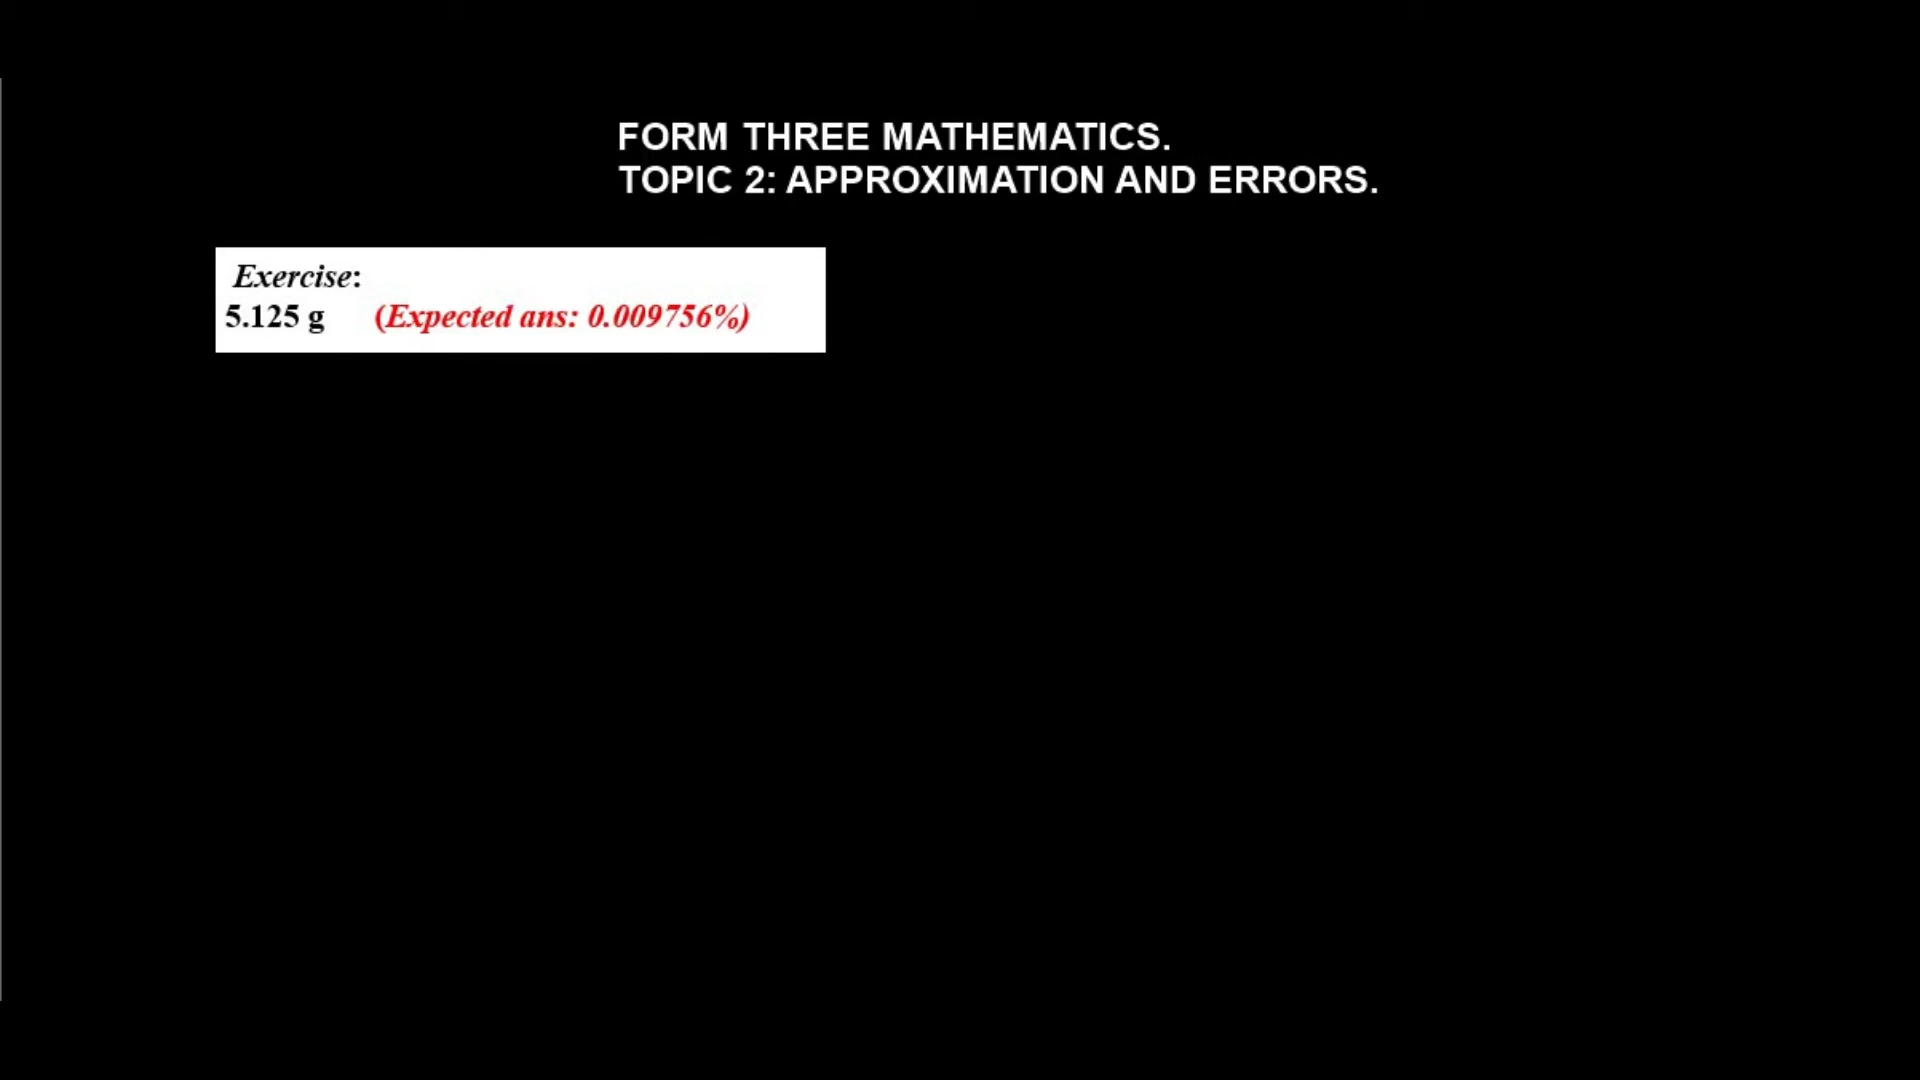 FORM THREE MATHEMATICS.
TOPIC 2: APPROXIMATION AND ERRORS.
Exercise:
5.125 g (Expected ans: 0.009756%)